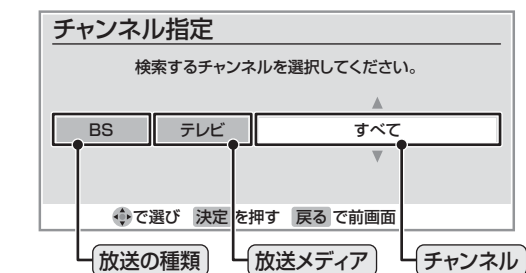 チャンネル指定
検索するチャンネルを選択してください。
▲
BS テレビ すべて
▼
で選び 決定を押す 戻るで前画面
放送の種類 放送メディア チャンネル